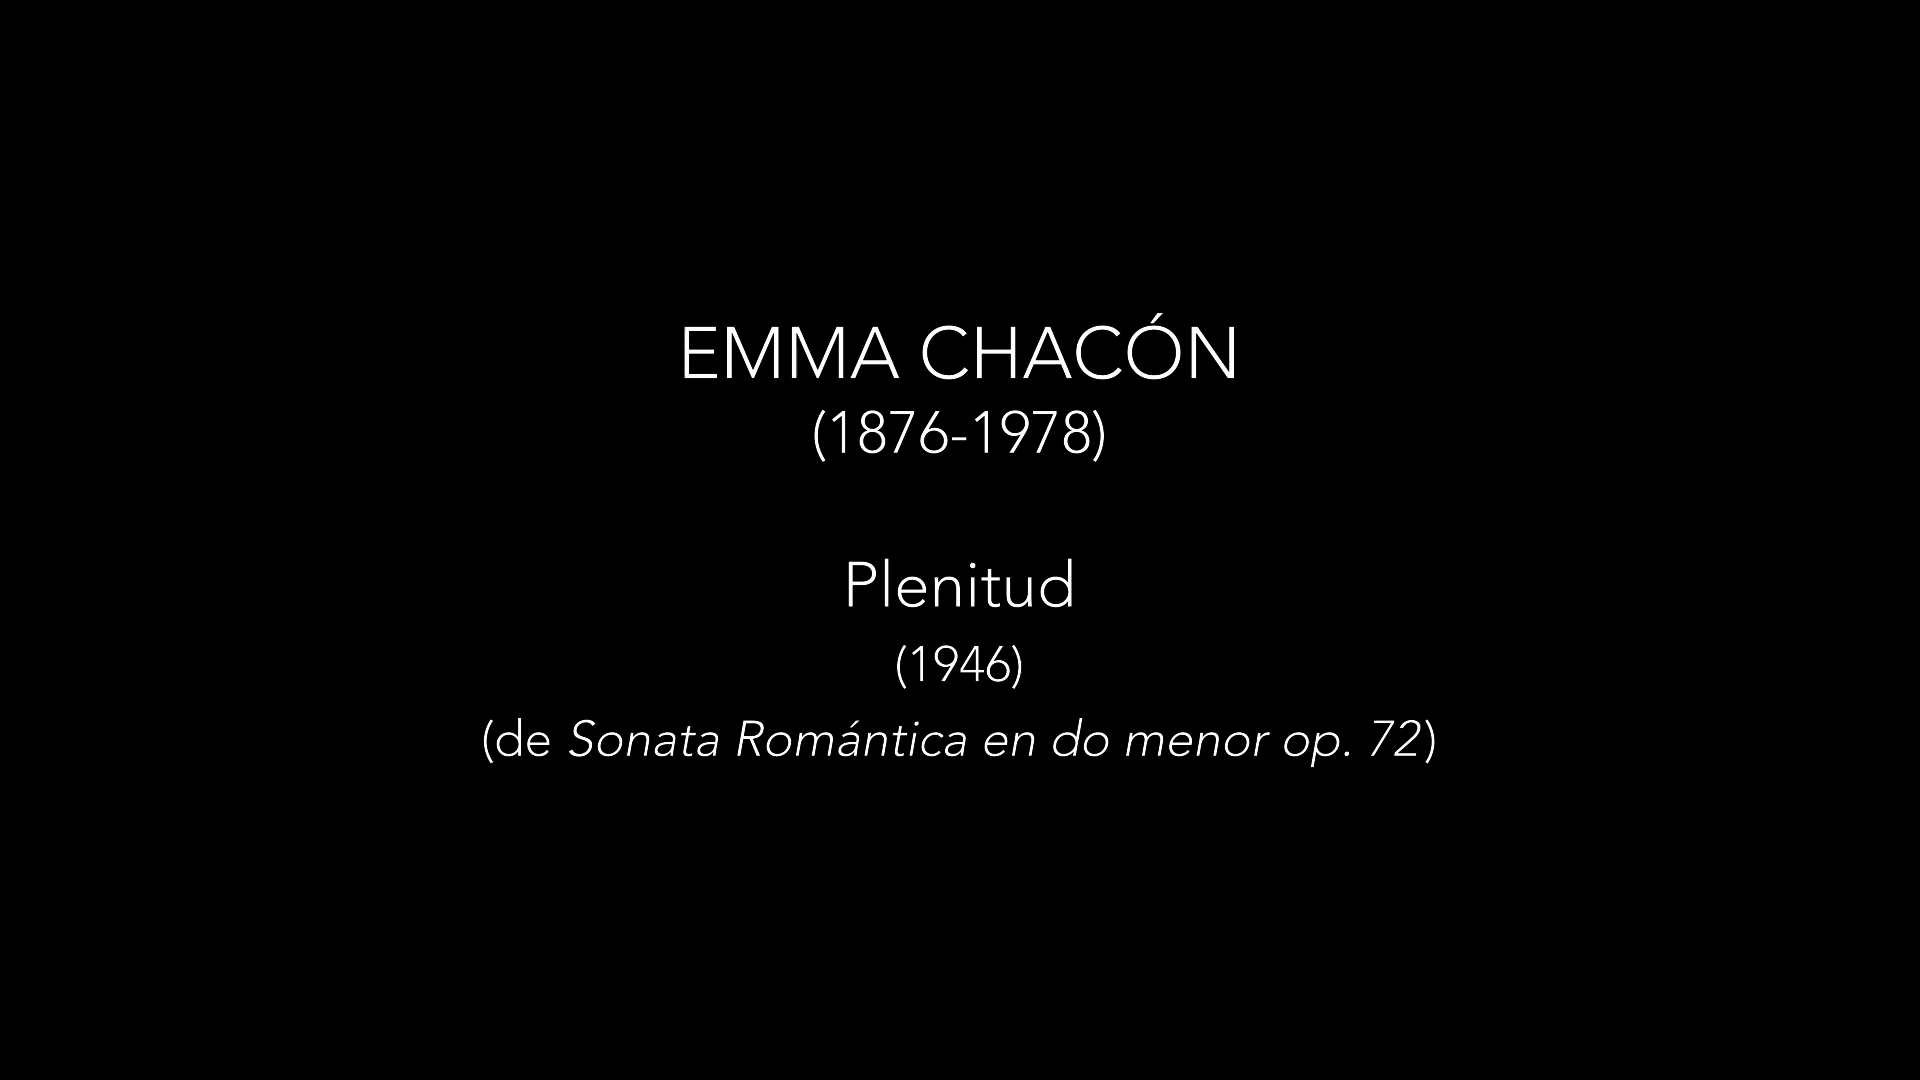 EMMA CHACÓN
(1876-1978)
Plenitud
(1946)
(de Sonata Romántica en do menor op. 72)